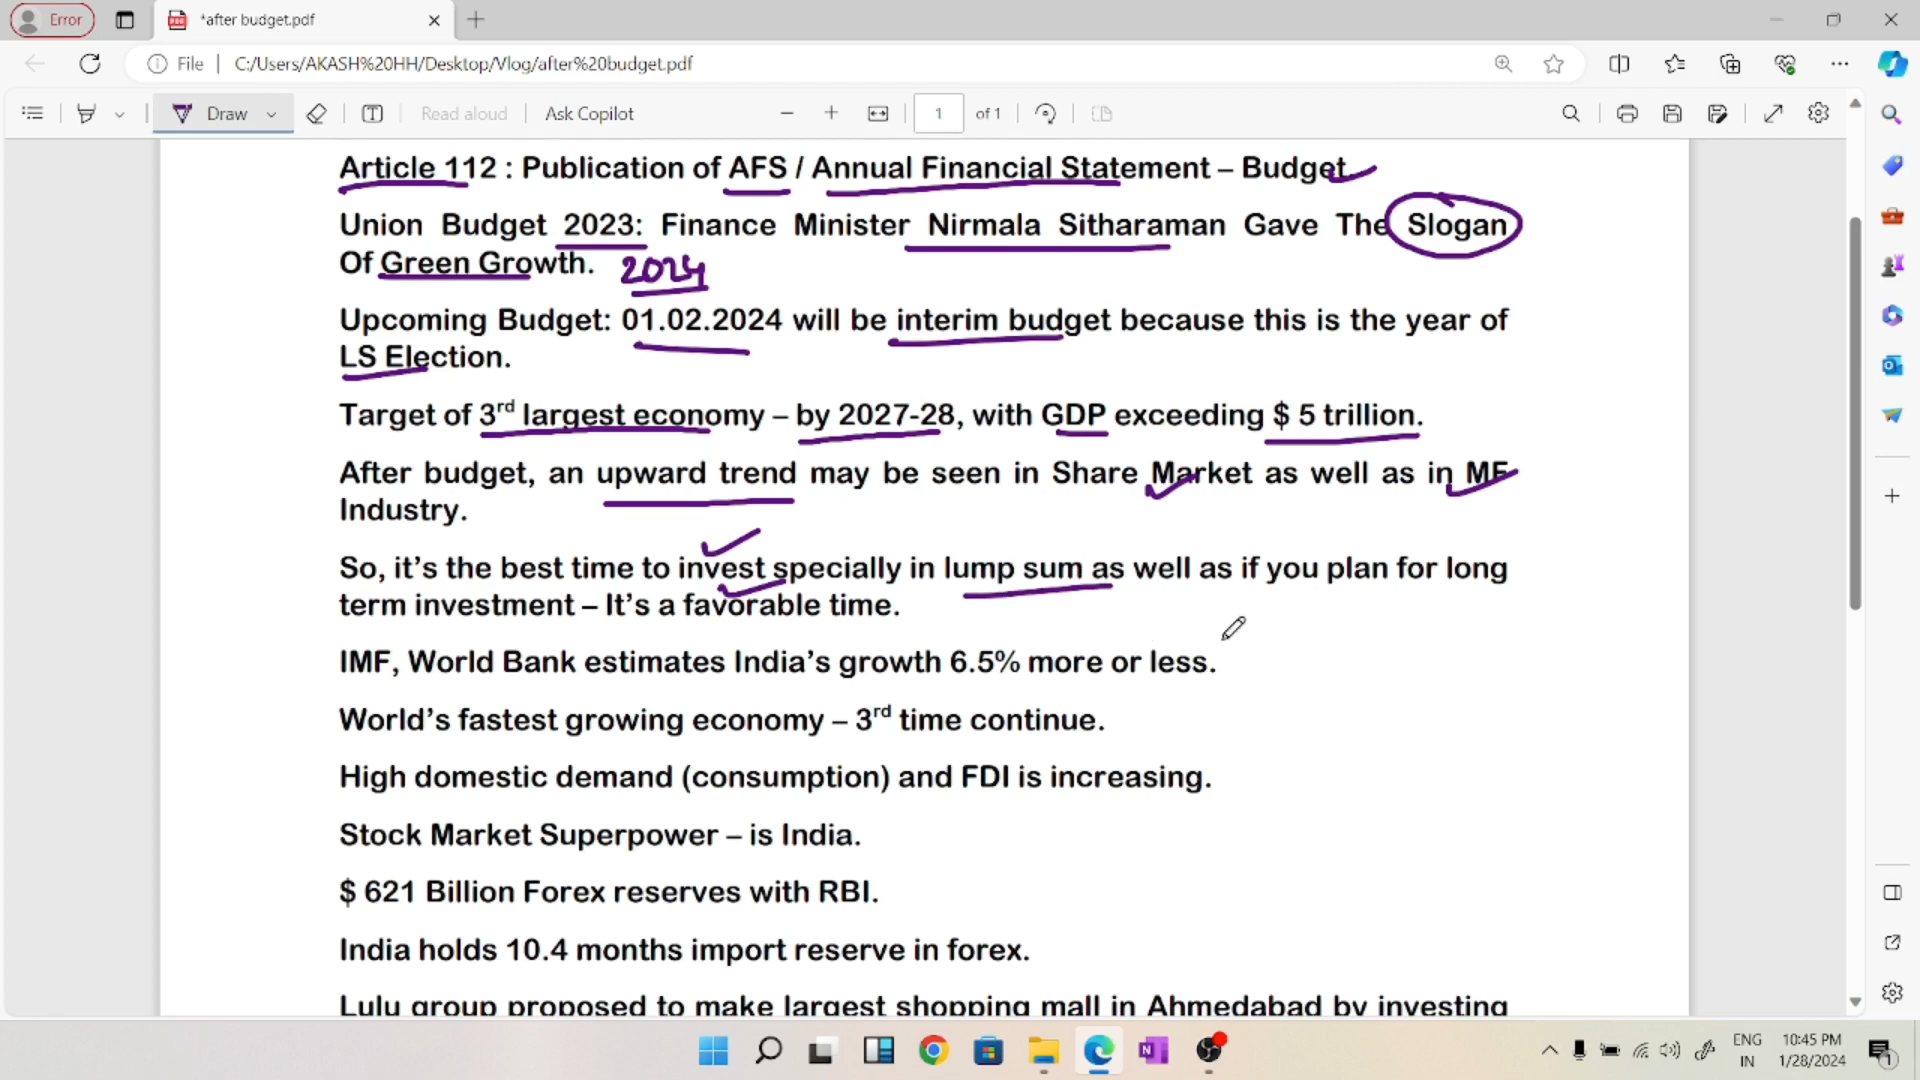 Error
*after budget.pdf
File
C:/Users/AKASH%20HH/Desktop/Vlog/after%20budget.pdf
Draw
Read aloud
Ask Copilot
1
of 1
Article 112 : Publication of AFS / Annual Financial Statement – Budget.
Union Budget 2023: Finance Minister Nirmala Sitharaman Gave The Slogan
Of Green Growth.
2024
Upcoming Budget: 01.02.2024 will be interim budget because this is the year of
LS Election.
Target of 3rd largest economy – by 2027-28, with GDP exceeding $ 5 trillion.
After budget, an upward trend may be seen in Share Market as well as in MF
Industry.
So, it’s the best time to invest specially in lump sum as well as if you plan for long
term investment – It’s a favorable time.
IMF, World Bank estimates India’s growth 6.5% more or less.
World’s fastest growing economy – 3rd time continue.
High domestic demand (consumption) and FDI is increasing.
Stock Market Superpower – is India.
$ 621 Billion Forex reserves with RBI.
India holds 10.4 months import reserve in forex.
Lulu group proposed to make largest shopping mall in Ahmedabad by investing
ENG
IN
10:45 PM
1/28/2024
1